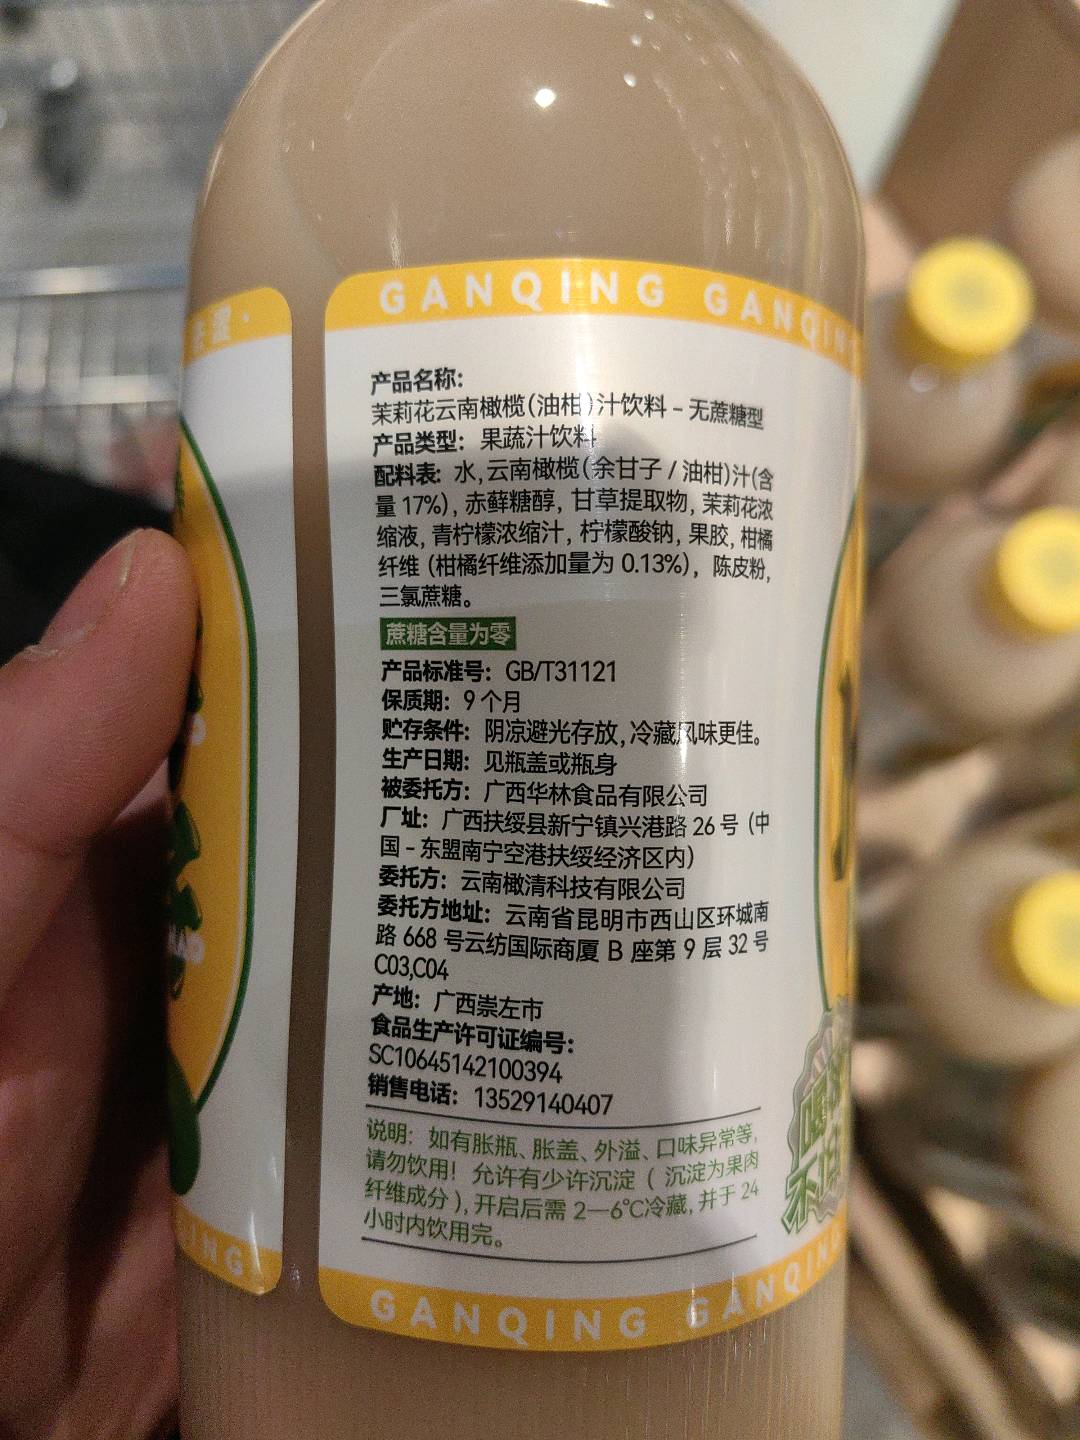 GANQING GANQING
产品名称:
茉莉花云南橄榄(油柑)汁饮料-无蔗糖型
产品类型: 果蔬汁饮料
配料表: 水,云南橄榄(余甘子/油柑)汁(含
量17%),赤藓糖醇,甘草提取物,茉莉花浓
缩液,青柠檬浓缩汁,柠檬酸钠,果胶,柑橘
纤维(柑橘纤维添加量为0.13%),陈皮粉,
三氯蔗糖。
蔗糖含量为零
产品标准号: GB/T31121
保质期: 9个月
贮存条件: 阴凉避光存放,冷藏风味更佳。
生产日期: 见瓶盖或瓶身
被委托方: 广西华林食品有限公司
厂址: 广西扶绥县新宁镇兴港路26号(中
国-东盟南宁空港扶绥经济区内)
委托方: 云南橄清科技有限公司
委托方地址: 云南省昆明市西山区环城南
路668号云纺国际商厦B座第9层32号
C03,C04
产地: 广西崇左市
食品生产许可证编号:
SC10645142100394
销售电话: 13529140407
说明: 如有胀瓶、胀盖、外溢、口味异常等,
请勿饮用!允许有少许沉淀(沉淀为果肉
纤维成分),开启后需2—6℃冷藏,并于24
小时内饮用完。
GANQING GANQING